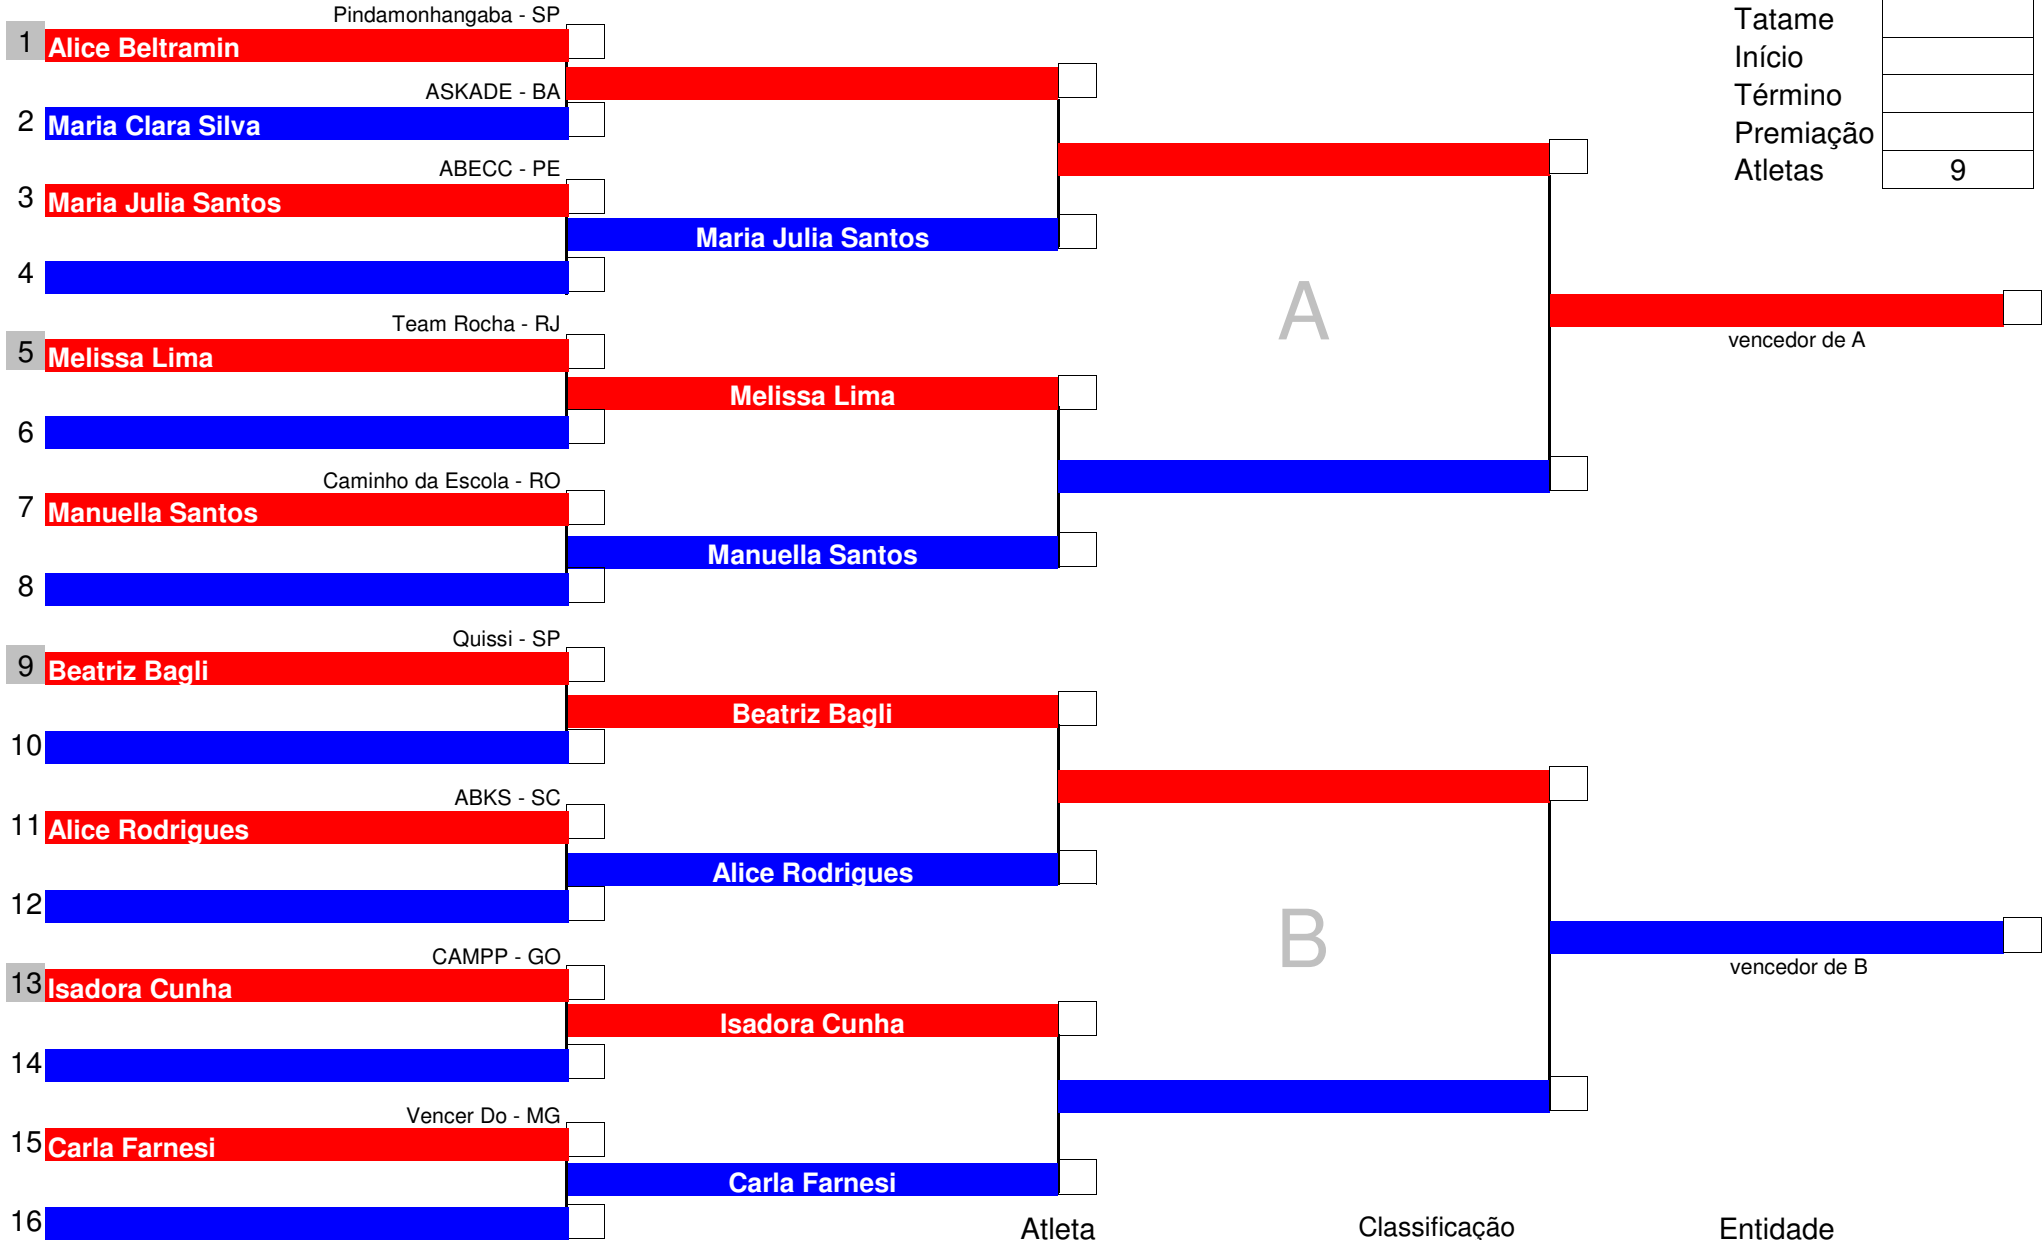 Pindamonhangaba - SP
1 Alice Beltramin
ASKADE - BA
2 Maria Clara Silva
ABECC - PE
3 Maria Julia Santos
Maria Julia Santos
4
Team Rocha - RJ
5 Melissa Lima
Melissa Lima
6
Caminho da Escola - RO
7 Manuella Santos
Manuella Santos
8
Quissi - SP
9 Beatriz Bagli
Beatriz Bagli
10
ABKS - SC
11 Alice Rodrigues
Alice Rodrigues
12
CAMPP - GO
13 Isadora Cunha
Isadora Cunha
14
Vencer Do - MG
15 Carla Farnesi
Carla Farnesi
16
A
B
vencedor de A
vencedor de B
Tatame
Início
Término
Premiação
Atletas 9
Atleta Classificação Entidade